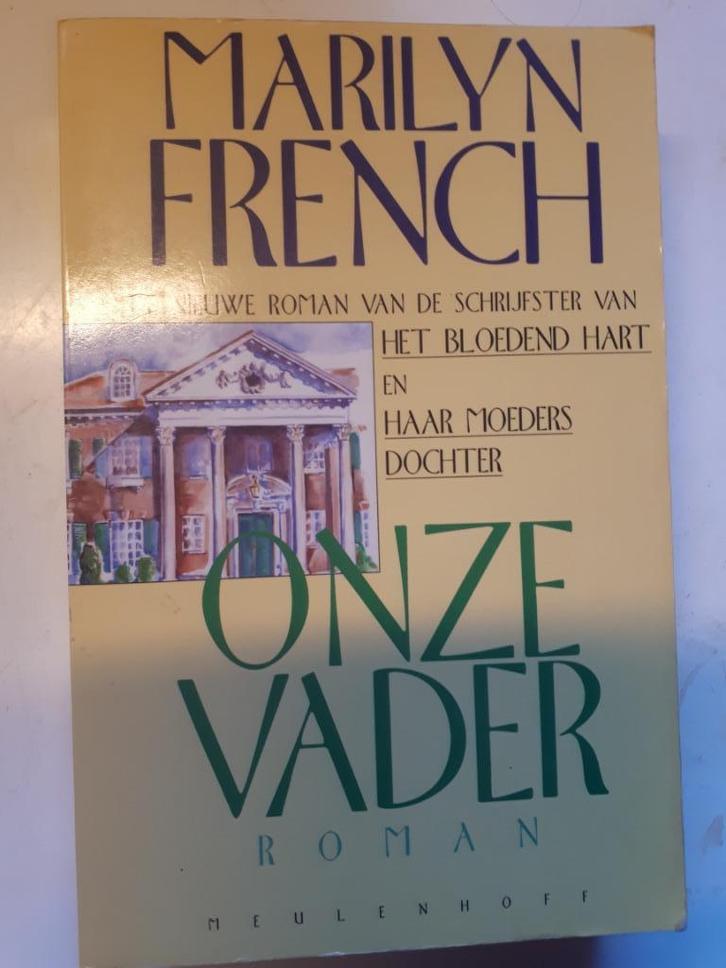 MARILYN
FRENCH
NIEUWE ROMAN VAN DE SCHRIJFSTER VAN
HET BLOEDEND HART
EN
HAAR MOEDERS
DOCHTER
ONZE
VADER
ROMAN
MEULENHOFF